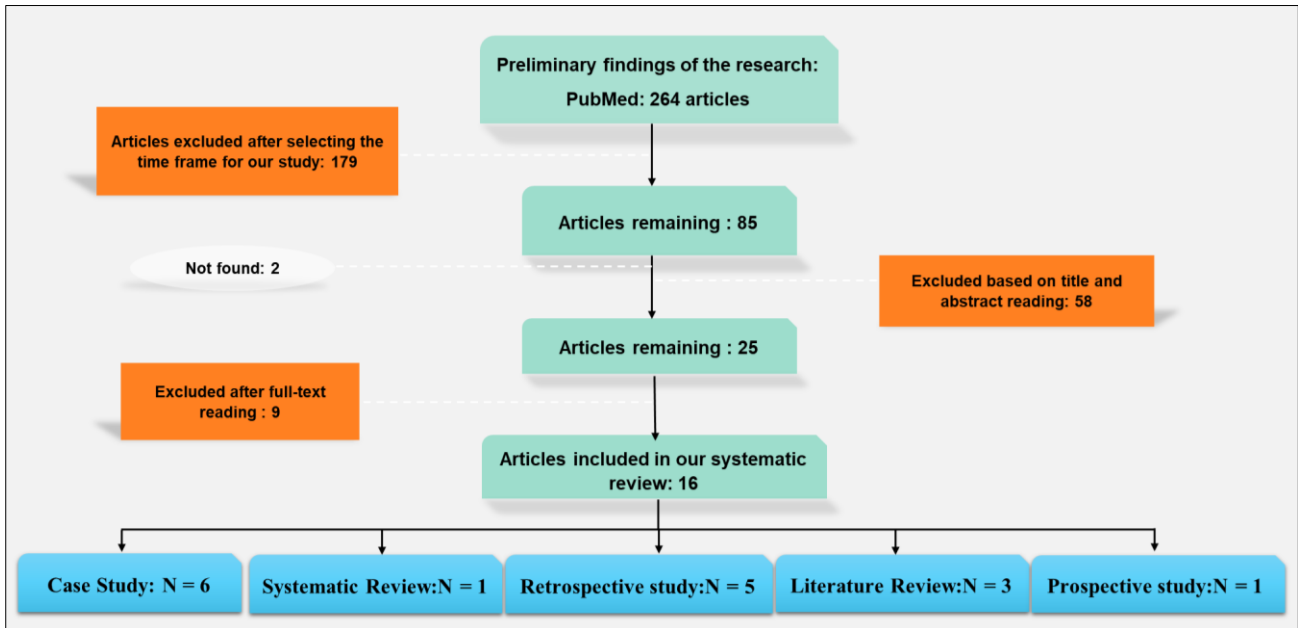 Preliminary findings of the research:
PubMed: 264 articles
Articles excluded after selecting the
time frame for our study: 179
Articles remaining : 85
Not found: 2
Excluded based on title and
abstract reading: 58
Articles remaining : 25
Excluded after full-text
reading : 9
Articles included in our systematic
review: 16
Case Study: N = 6
Systematic Review:N = 1
Retrospective study:N = 5
Literature Review:N = 3
Prospective study:N = 1